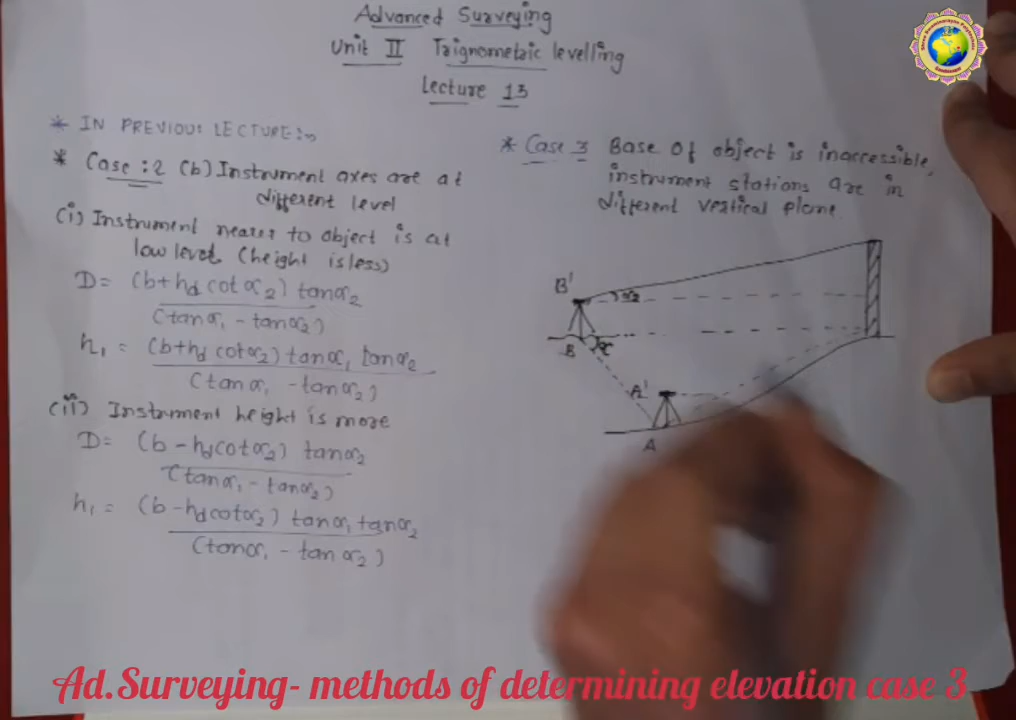 Advanced Surveying
Unit II Trignometric levelling
Lecture 13
* IN PREVIOUS LECTURE:→
* Case :2 (b) Instrument axes are at
different level
(i) Instrument nearer to object is at
low level. (height is less)
D = (b + hd cot α2) tan α2
(tan α1 - tan α2)
h1 = (b + hd cot α2) tan α1 tan α2
(tan α1 - tan α2)
(ii) Instrument height is more
D = (b - hd cot α2) tan α2
(tan α1 - tan α2)
h1 = (b - hd cot α2) tan α1 tan α2
(tan α1 - tan α2)
* Case 3 Base of object is inaccessible,
instrument stations are in
different vertical plane.
B'
α2
B
A'
A
Ad.Surveying- methods of determining elevation case 3